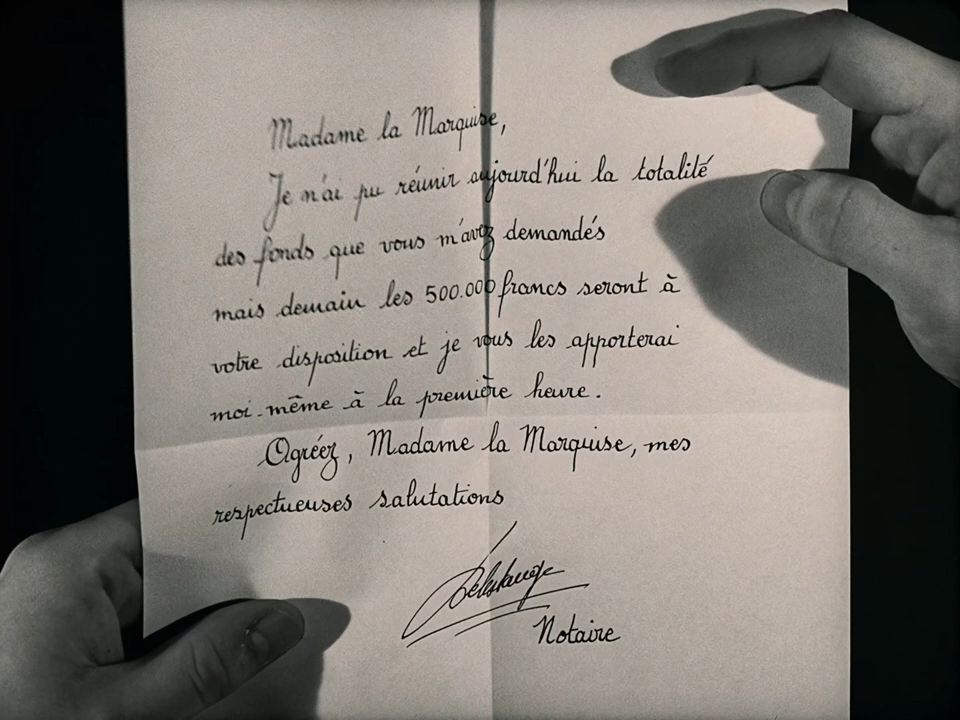 Madame la Marquise,
Je n'ai pu réunir aujourd'hui la totalité
des fonds que vous m'avez demandés
mais demain les 500.000 francs seront à
votre disposition et je vous les apporterai
moi-même à la première heure.
Agréez, Madame la Marquise, mes
respectueuses salutations
Delestange
Notaire